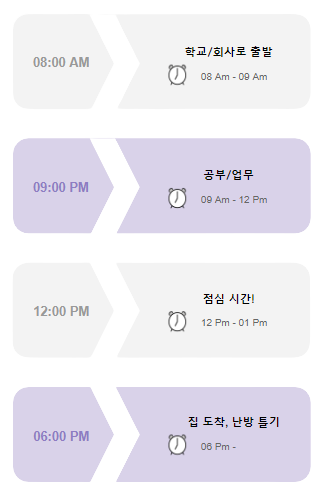 08:00 AM
학교/회사로 출발
08 Am - 09 Am
09:00 PM
공부/업무
09 Am - 12 Pm
12:00 PM
점심 시간!
12 Pm - 01 Pm
06:00 PM
집 도착, 난방 틀기
06 Pm -